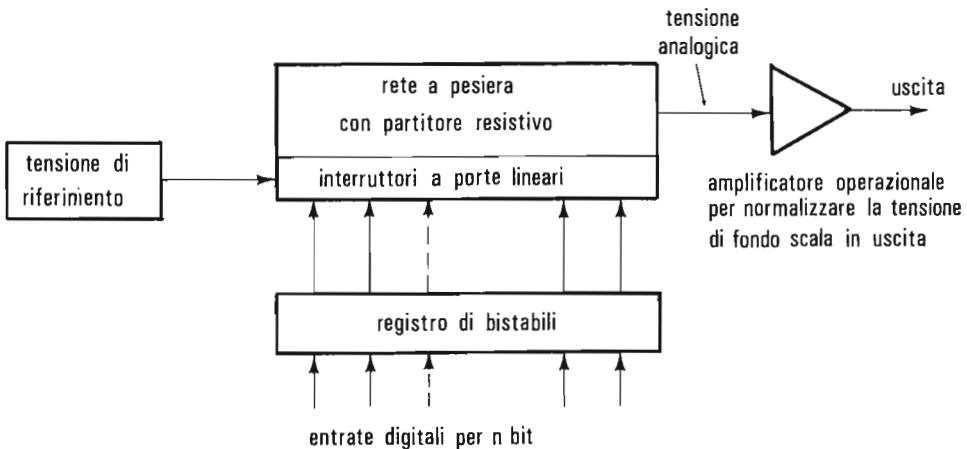 tensione
analogica
rete a pesiera
con partitore resistivo
uscita
tensione di
riferimento
interruttori a porte lineari
amplificatore operazionale
per normalizzare la tensione
di fondo scala in uscita
registro di bistabili
entrate digitali per n bit